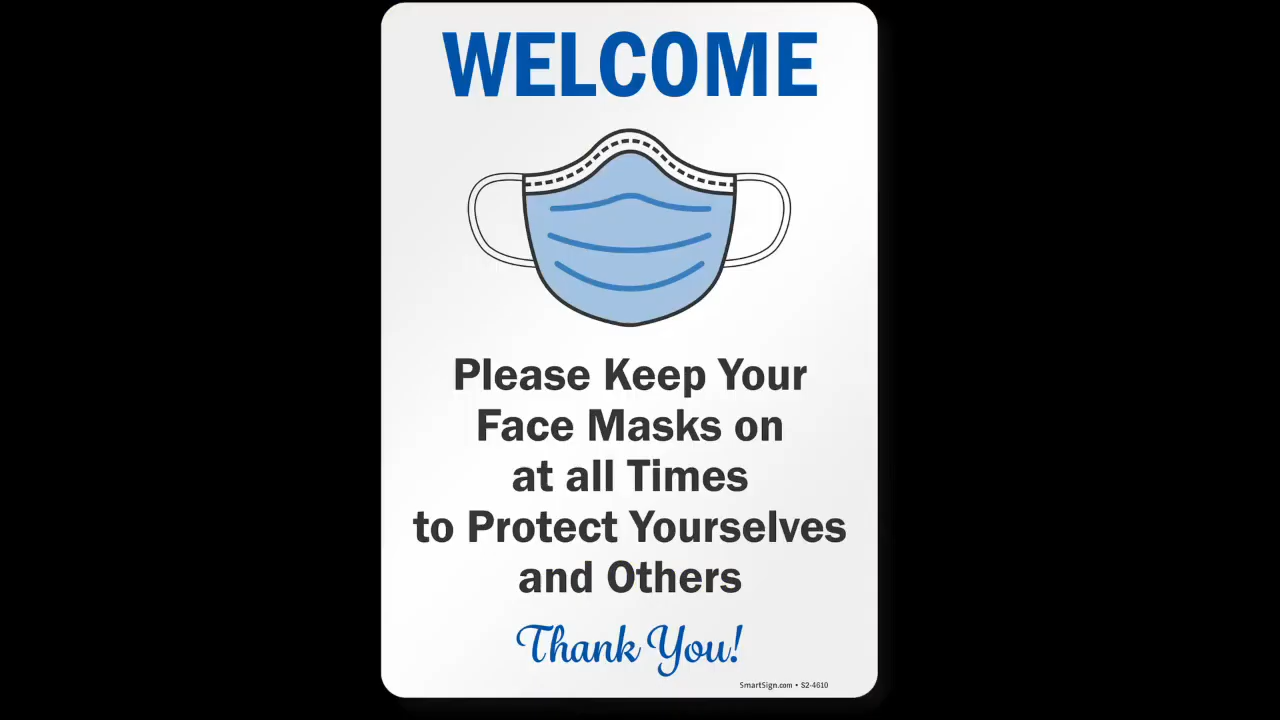 WELCOME
Please Keep Your
Face Masks on
at all Times
to Protect Yourselves
and Others
Thank You!
SmartSign.com • S2-4610